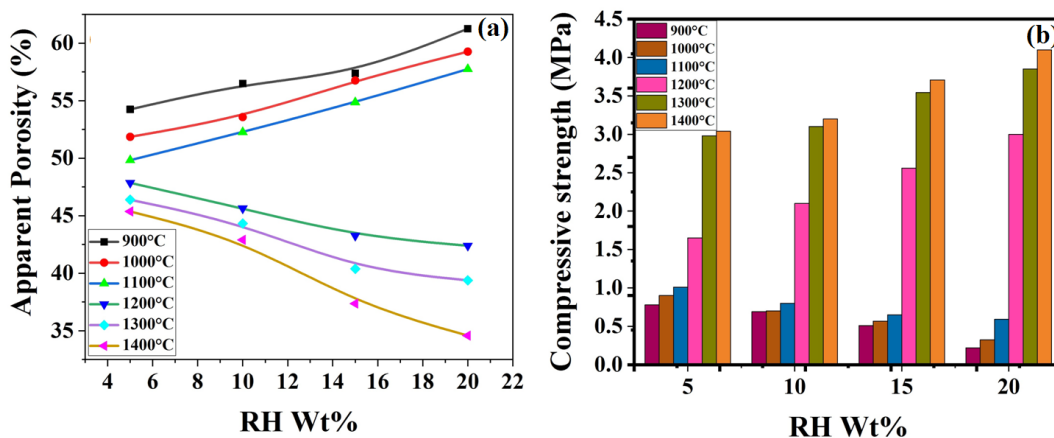 (a)
Apparent Porosity (%)
60
55
50
45
40
35
900°C
1000°C
1100°C
1200°C
1300°C
1400°C
4 6 8 10 12 14 16 18 20 22
RH Wt%
(b)
Compressive strength (MPa)
4.5
4.0
3.5
3.0
2.5
2.0
1.5
1.0
0.5
0.0
900°C
1000°C
1100°C
1200°C
1300°C
1400°C
5 10 15 20
RH Wt%